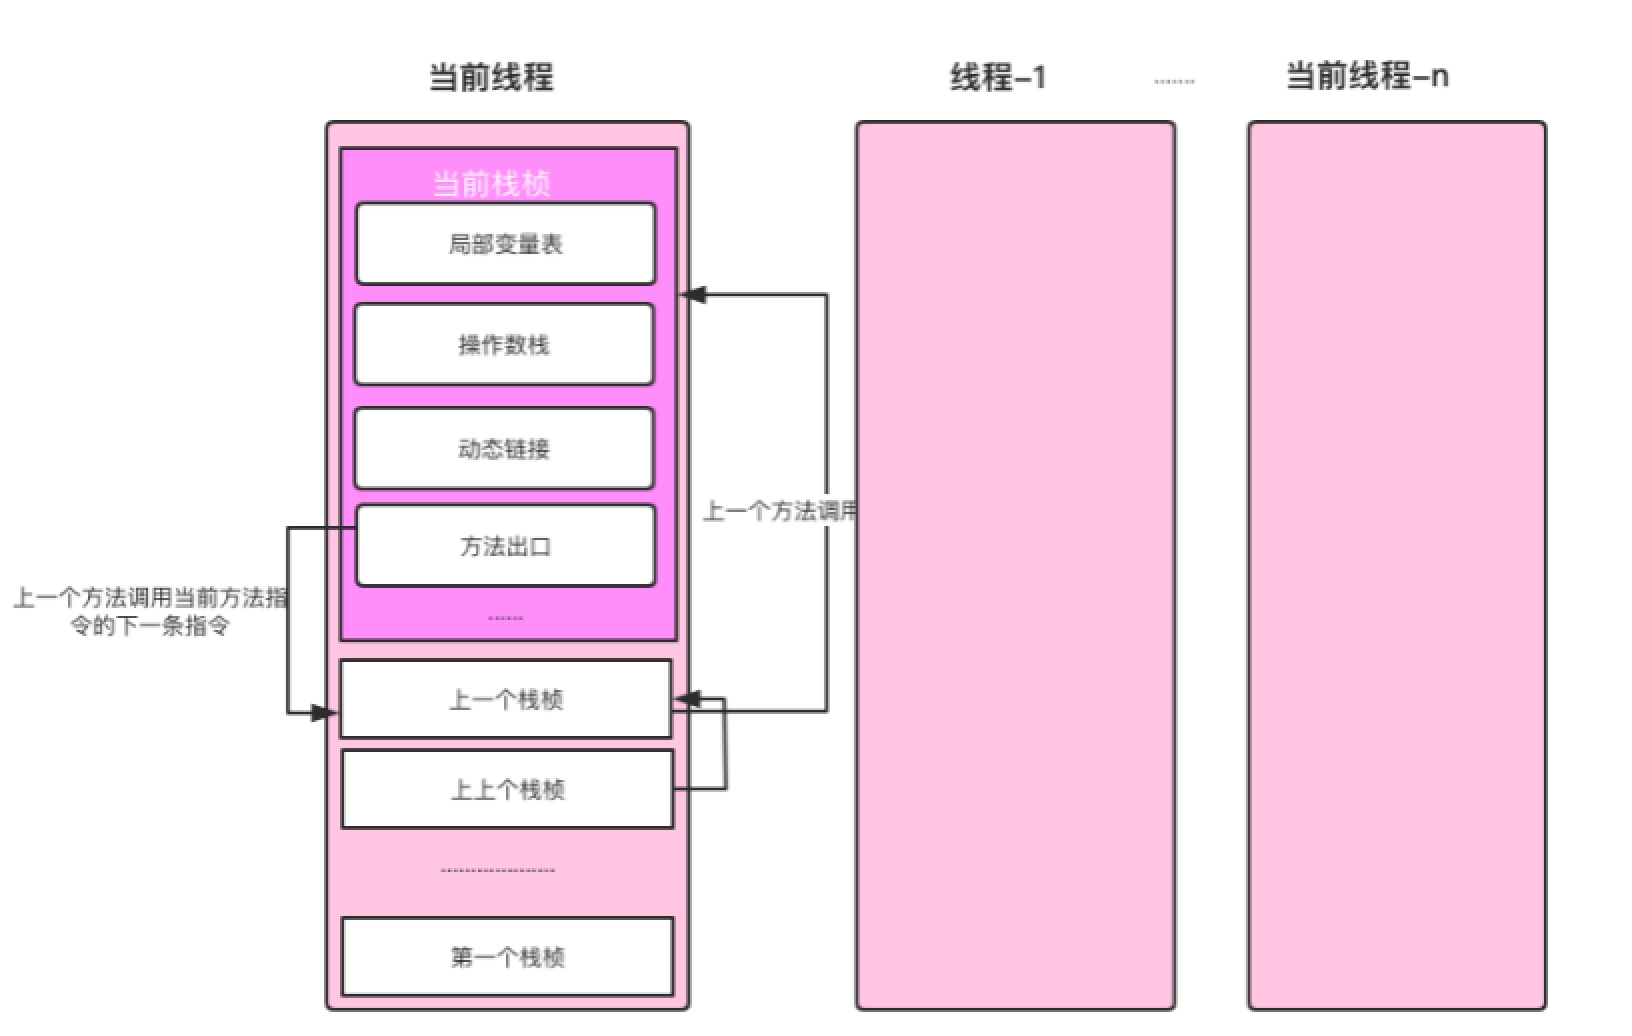 当前线程
线程-1
.......
当前线程-n
当前栈桢
局部变量表
操作数栈
动态链接
方法出口
......
上一个方法调用
上一个方法调用当前方法指
令的下一条指令
上一个栈桢
上上个栈桢
...................
第一个栈桢